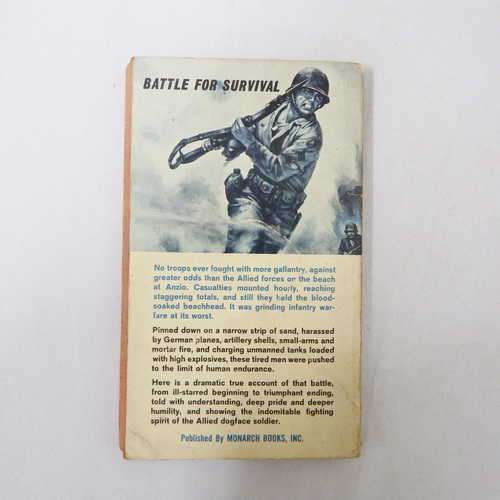 BATTLE FOR SURVIVAL
No troops ever fought with more gallantry, against
greater odds than the Allied forces on the beach
at Anzio. Casualties mounted hourly, reaching
staggering totals, and still they held the blood-
soaked beachhead. It was grinding infantry war-
fare at its worst.
Pinned down on a narrow strip of sand, harassed
by German planes, artillery shells, small-arms and
mortar fire, and charging unmanned tanks loaded
with high explosives, these tired men were pushed
to the limit of human endurance.
Here is a dramatic true account of that battle,
from ill-starred beginning to triumphant ending,
told with understanding, deep pride and deeper
humility, and showing the indomitable fighting
spirit of the Allied dogface soldier.
Published By MONARCH BOOKS, INC.